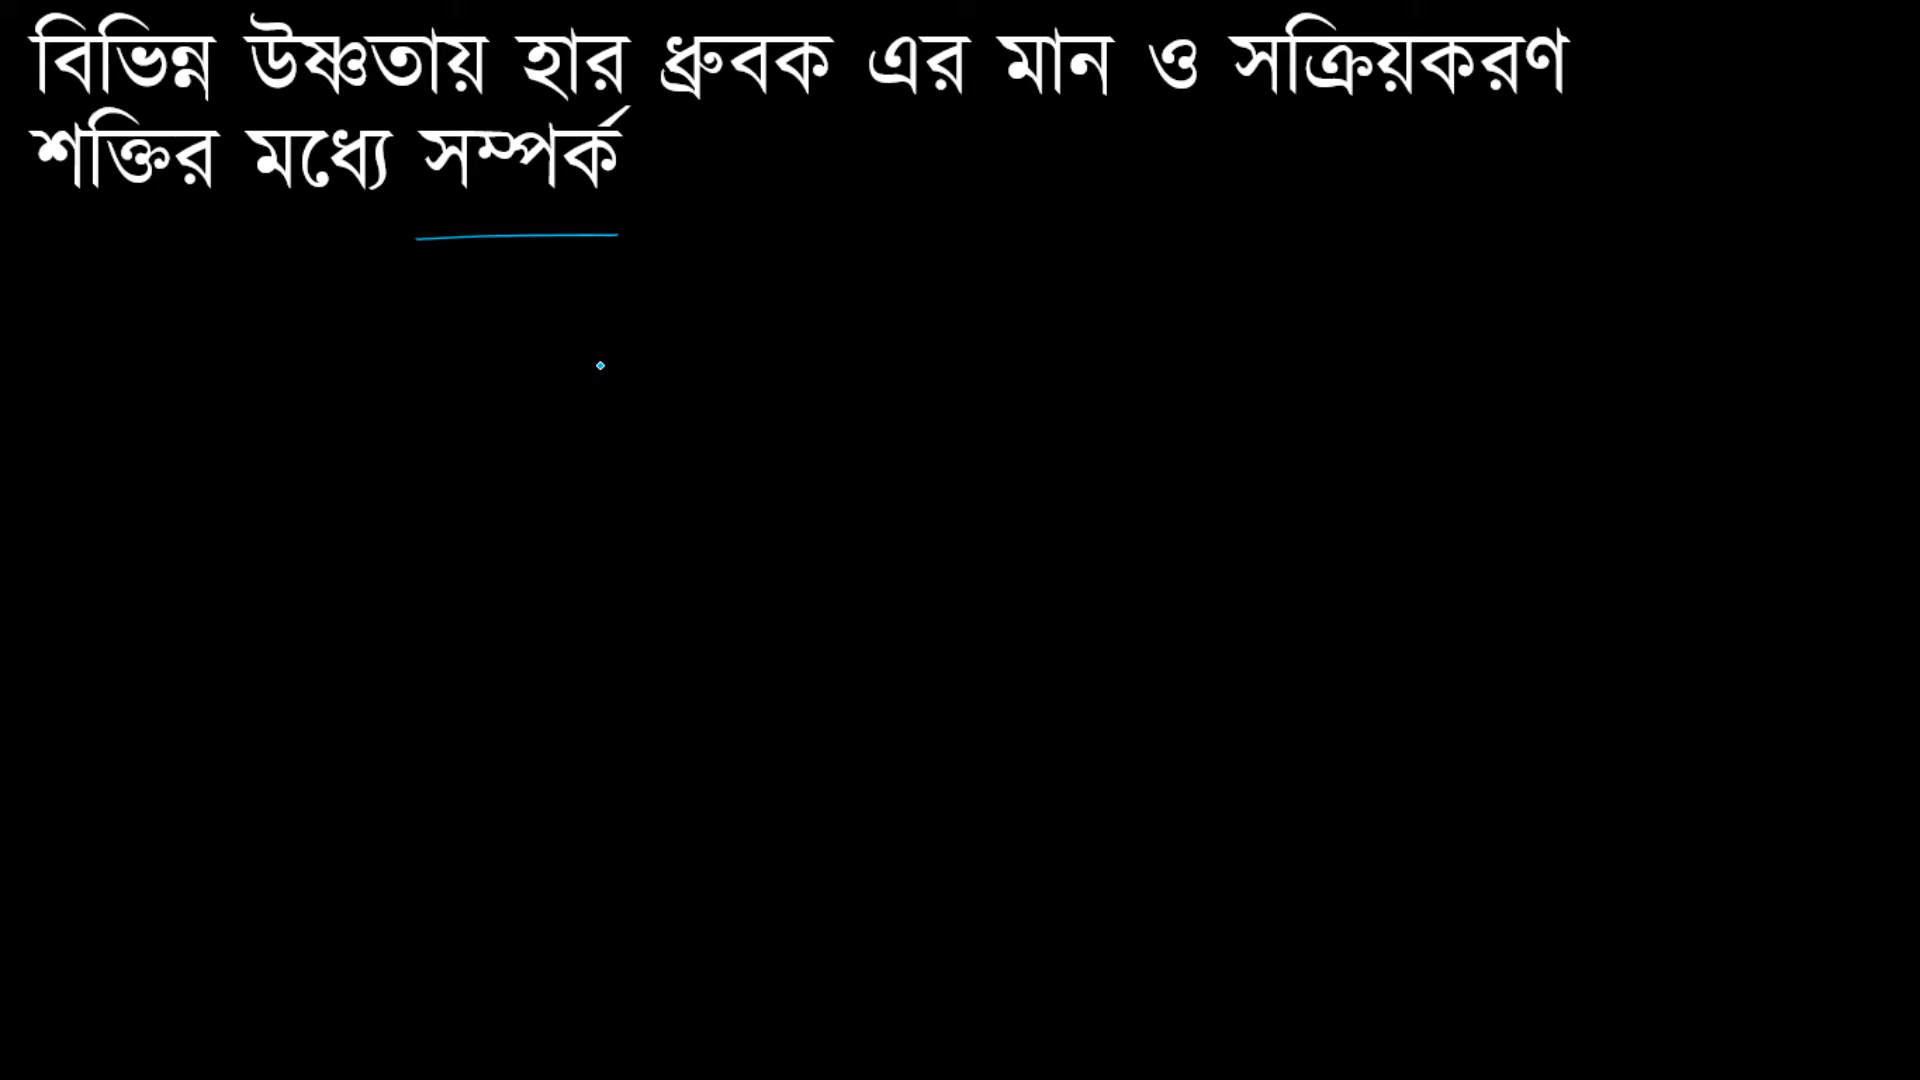 বিভিন্ন উষ্ণতায় হার ধ্রুবক এর মান ও সক্রিয়করণ
শক্তির মধ্যে সম্পর্ক